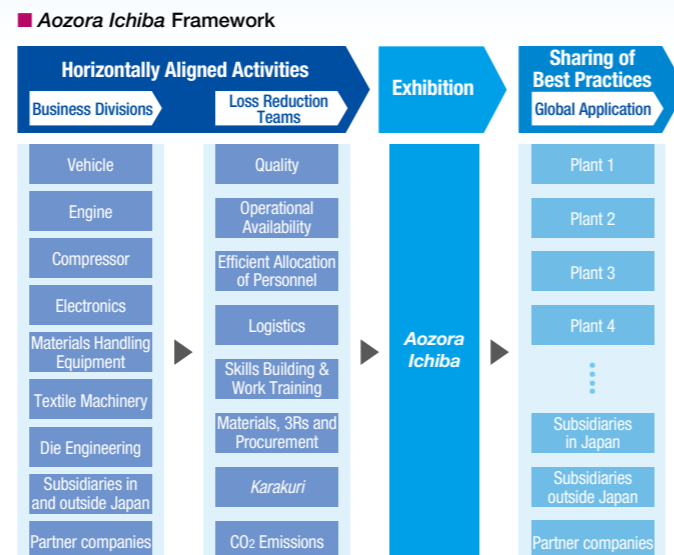 Aozora Ichiba Framework
Horizontally Aligned Activities
Business Divisions
Loss Reduction
Teams
Exhibition
Sharing of
Best Practices
Global Application
Vehicle
Engine
Compressor
Electronics
Materials Handling
Equipment
Textile Machinery
Die Engineering
Subsidiaries in
and outside Japan
Partner companies
Quality
Operational
Availability
Efficient Allocation
of Personnel
Logistics
Skills Building &
Work Training
Materials, 3Rs and
Procurement
Karakuri
CO₂ Emissions
Aozora
Ichiba
Plant 1
Plant 2
Plant 3
Plant 4
Subsidiaries
in Japan
Subsidiaries
outside Japan
Partner companies